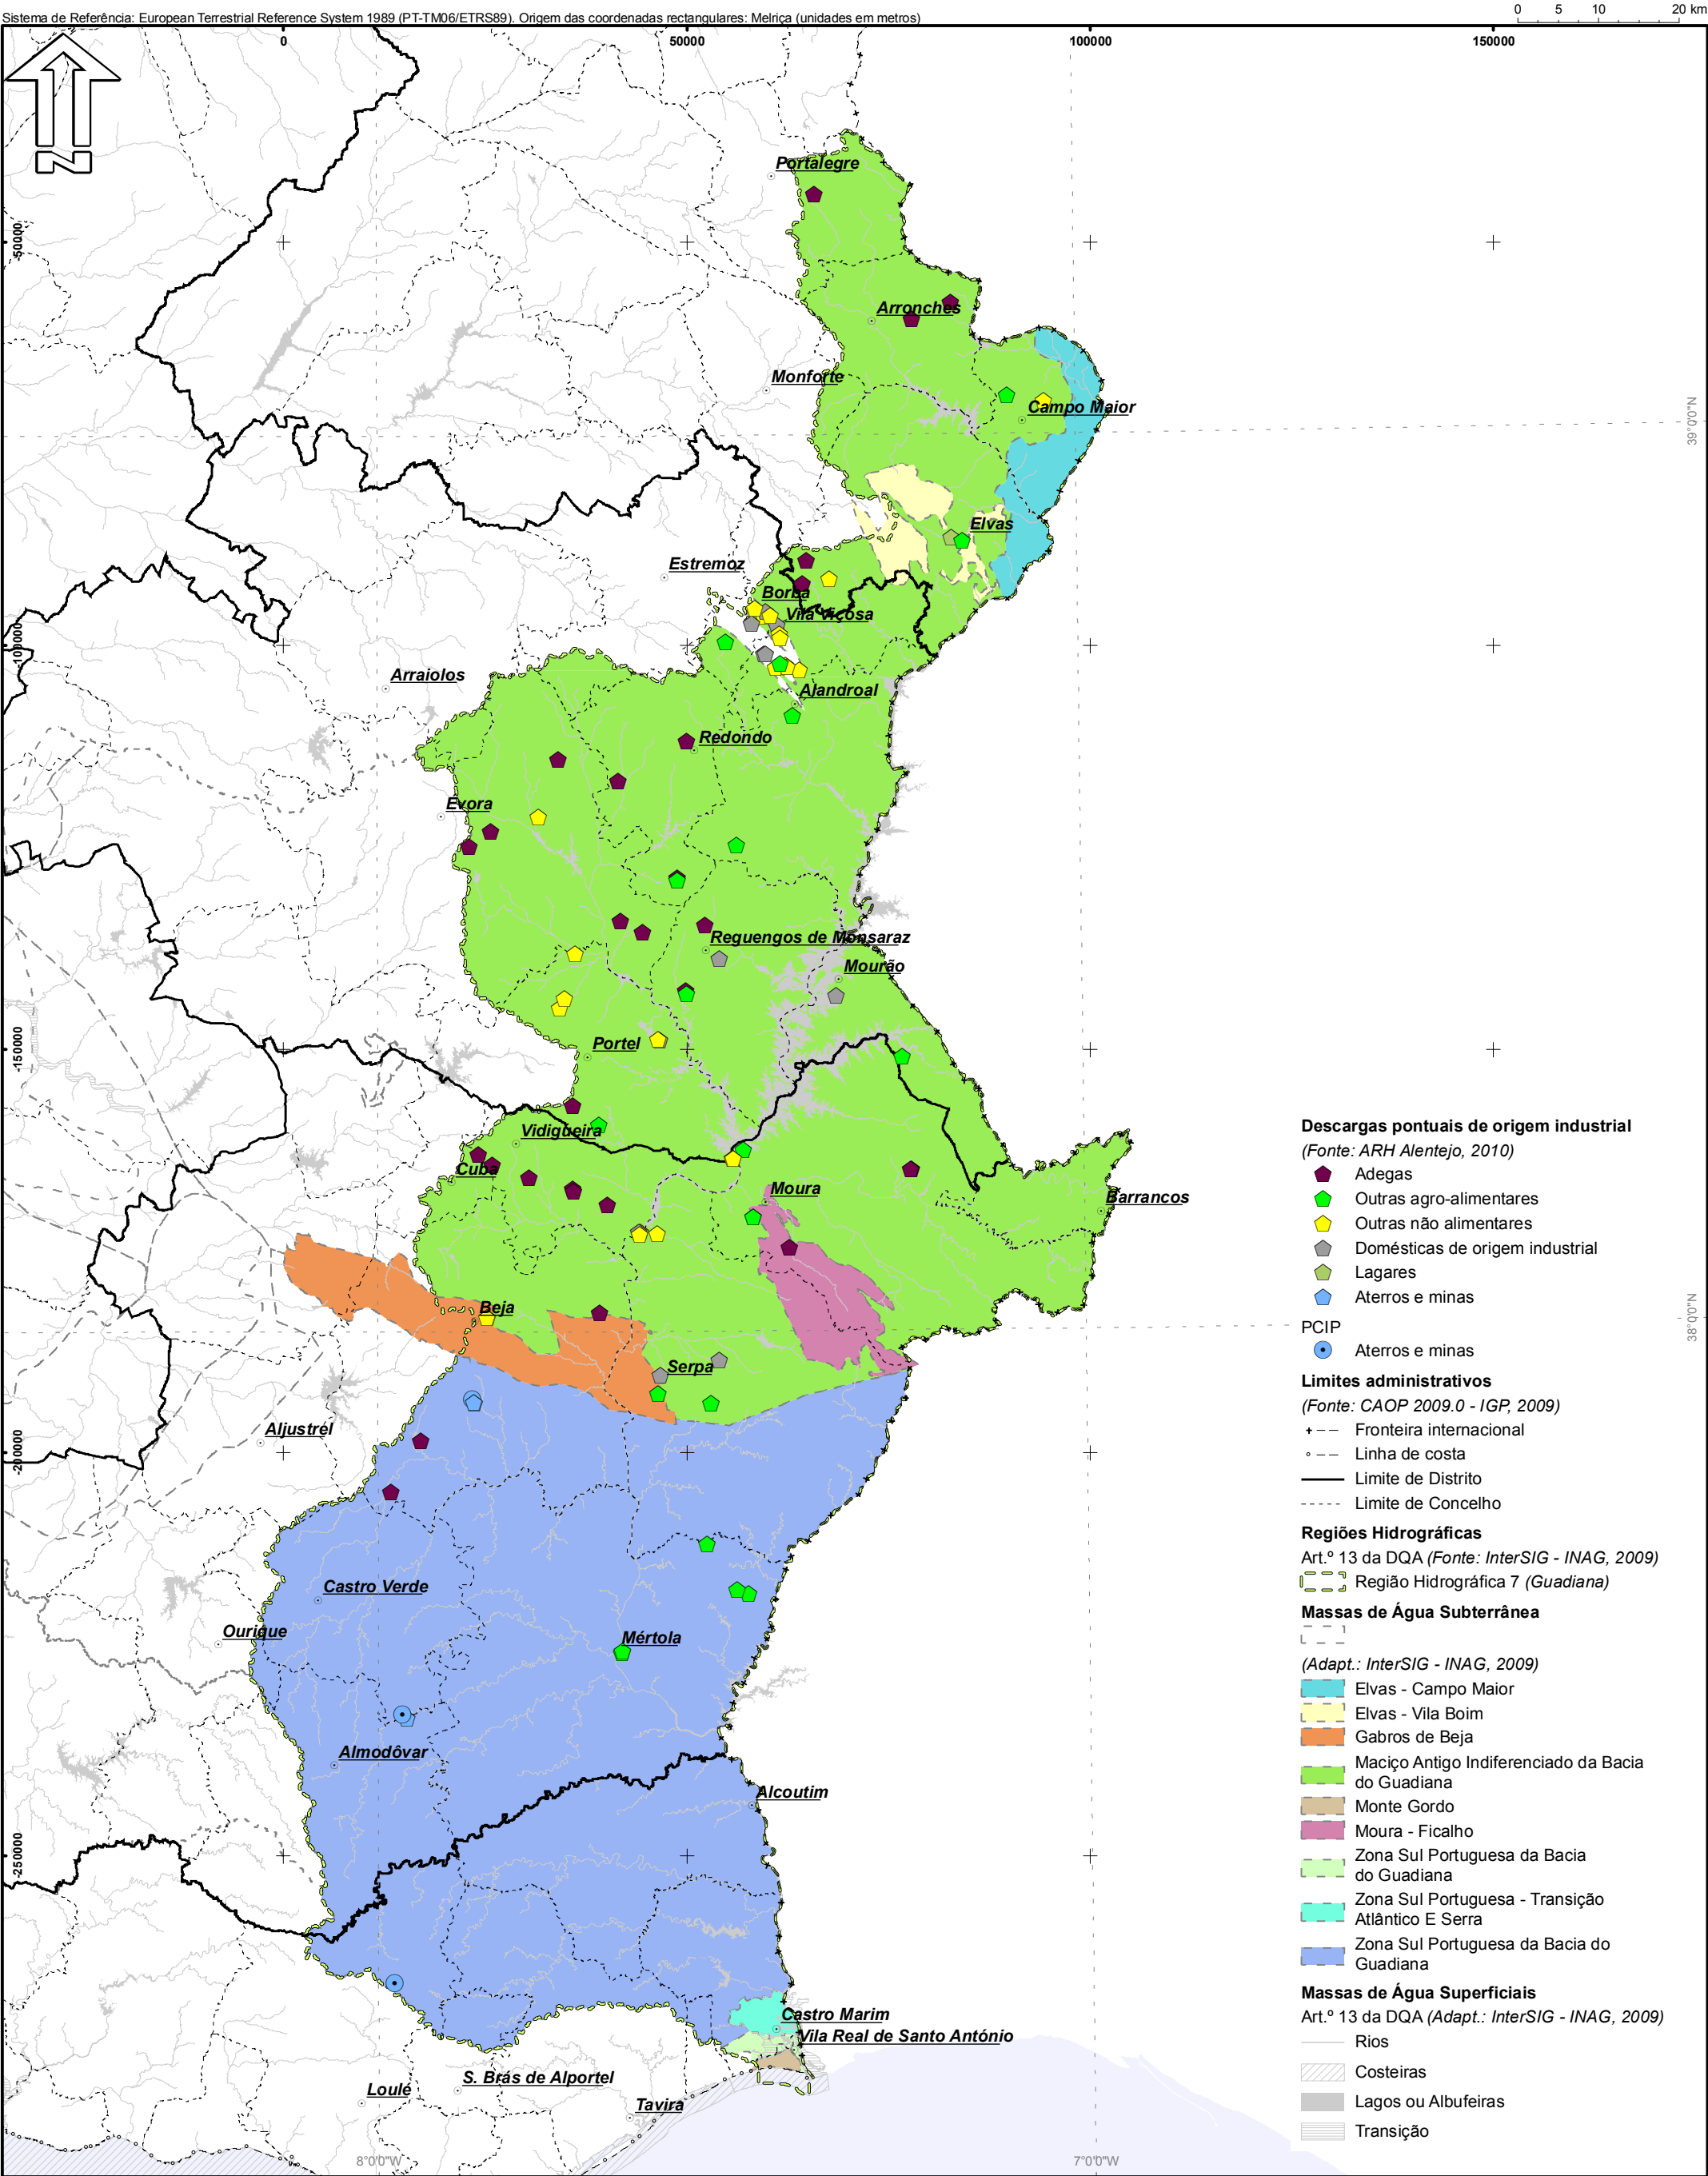 Sistema de Referência: European Terrestrial Reference System 1989 (PT-TM06/ETRS89). Origem das coordenadas rectangulares: Melriça (unidades em metros)
0 5 10 20 km
0 50000 100000 150000
N
-50000
-100000
-150000
-200000
-250000
39°0'0"N
38°0'0"N
8°0'0"W
7°0'0"W
Portalegre
Arronches
Monforte
Campo Maior
Elvas
Estremoz
Borba
Vila Viçosa
Arraiolos
Alandroal
Redondo
Évora
Reguengos de Monsaraz
Mourão
Portel
Vidigueira
Cuba
Moura
Barrancos
Beja
Serpa
Aljustrel
Castro Verde
Ourique
Mértola
Almodôvar
Alcoutim
Castro Marim
Vila Real de Santo António
S. Brás de Alportel
Loulé
Tavira
Descargas pontuais de origem industrial
(Fonte: ARH Alentejo, 2010)
Adegas
Outras agro-alimentares
Outras não alimentares
Domésticas de origem industrial
Lagares
Aterros e minas
PCIP
Aterros e minas
Limites administrativos
(Fonte: CAOP 2009.0 - IGP, 2009)
Fronteira internacional
Linha de costa
Limite de Distrito
Limite de Concelho
Regiões Hidrográficas
Art.º 13 da DQA (Fonte: InterSIG - INAG, 2009)
Região Hidrográfica 7 (Guadiana)
Massas de Água Subterrânea
(Adapt.: InterSIG - INAG, 2009)
Elvas - Campo Maior
Elvas - Vila Boim
Gabros de Beja
Maciço Antigo Indiferenciado da Bacia
do Guadiana
Monte Gordo
Moura - Ficalho
Zona Sul Portuguesa da Bacia
do Guadiana
Zona Sul Portuguesa - Transição
Atlântico E Serra
Zona Sul Portuguesa da Bacia do
Guadiana
Massas de Água Superficiais
Art.º 13 da DQA (Adapt.: InterSIG - INAG, 2009)
Rios
Costeiras
Lagos ou Albufeiras
Transição